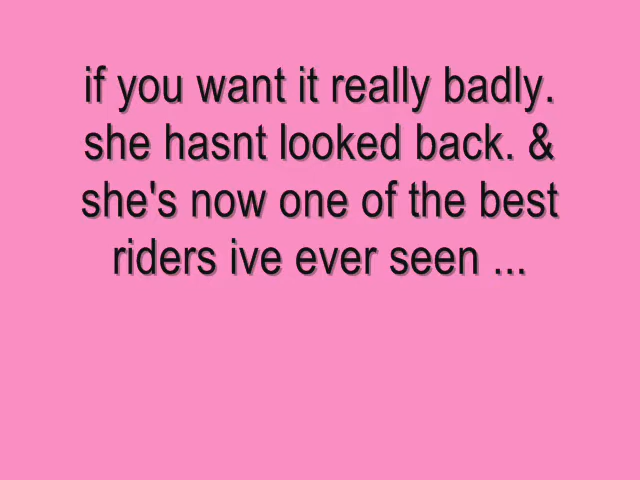 if you want it really badly.
she hasnt looked back. &
she's now one of the best
riders ive ever seen ...